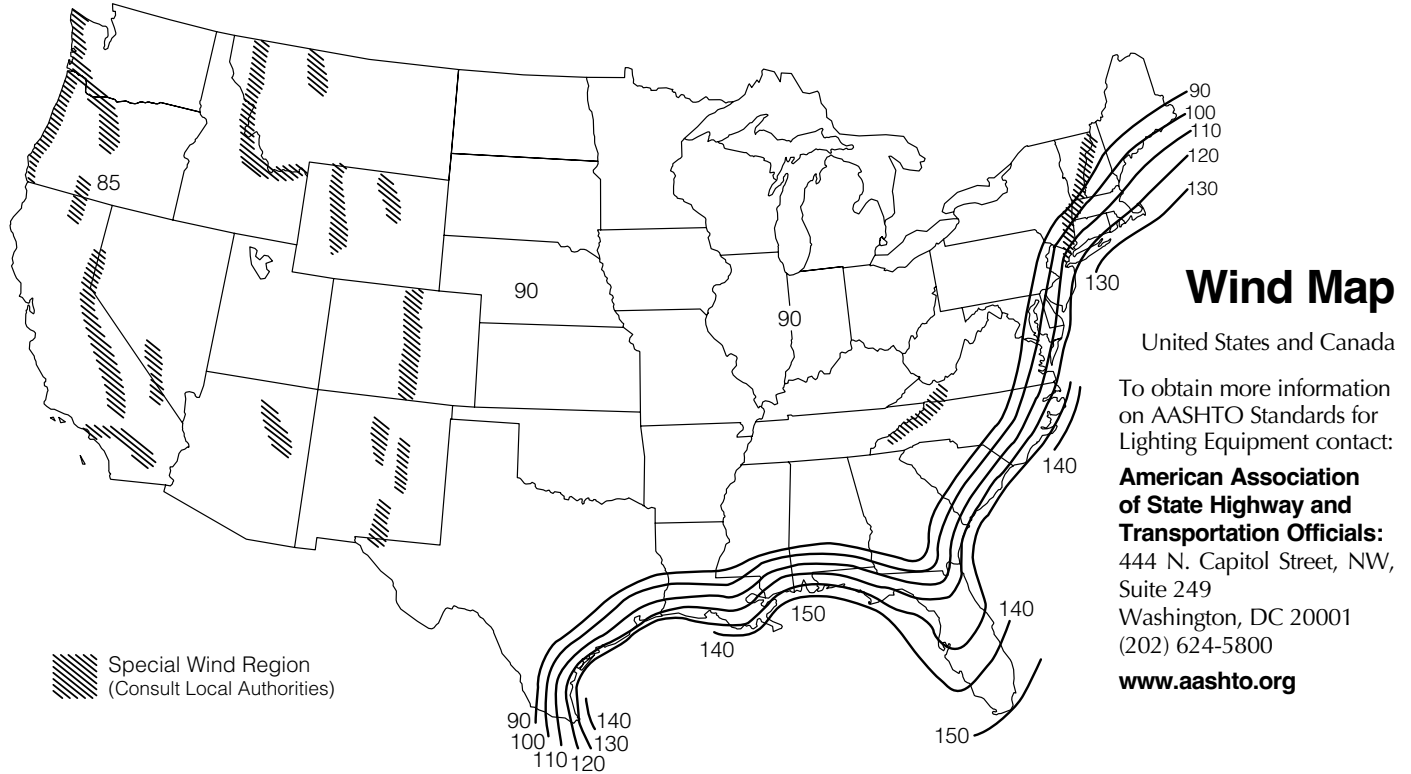 90
100
110
120
130
85
130
Wind Map
90
90
United States and Canada
To obtain more information
on AASHTO Standards for
Lighting Equipment contact:
140
American Association
of State Highway and
Transportation Officials:
444 N. Capitol Street, NW,
Suite 249
Washington, DC 20001
(202) 624-5800
www.aashto.org
150
140
140
Special Wind Region
(Consult Local Authorities)
90
100
110
120
130
140
150